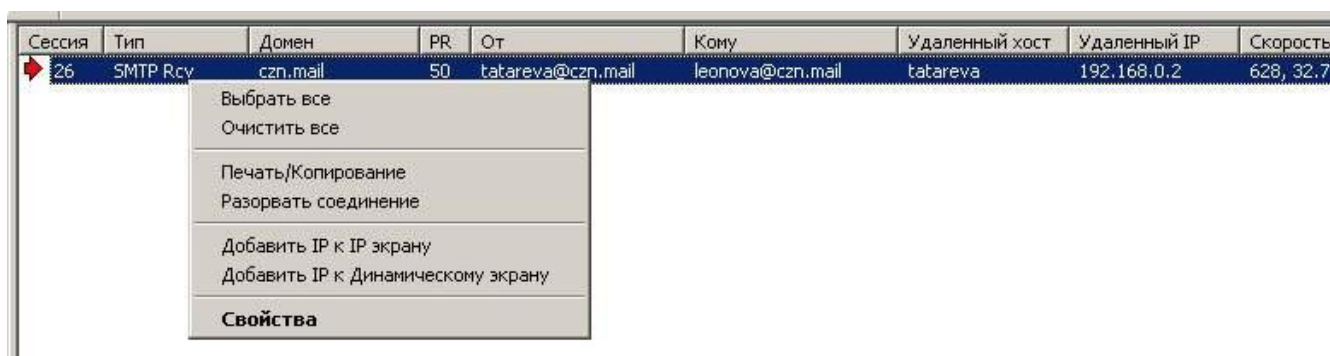 Сессия Тип Домен PR От Кому Удаленный хост Удаленный IP Скорость
26 SMTP Rcv czn.mail 50 tatareva@czn.mail leonova@czn.mail tatareva 192.168.0.2 628, 32.7
Выбрать все
Очистить все
Печать/Копирование
Разорвать соединение
Добавить IP к IP экрану
Добавить IP к Динамическому экрану
Свойства